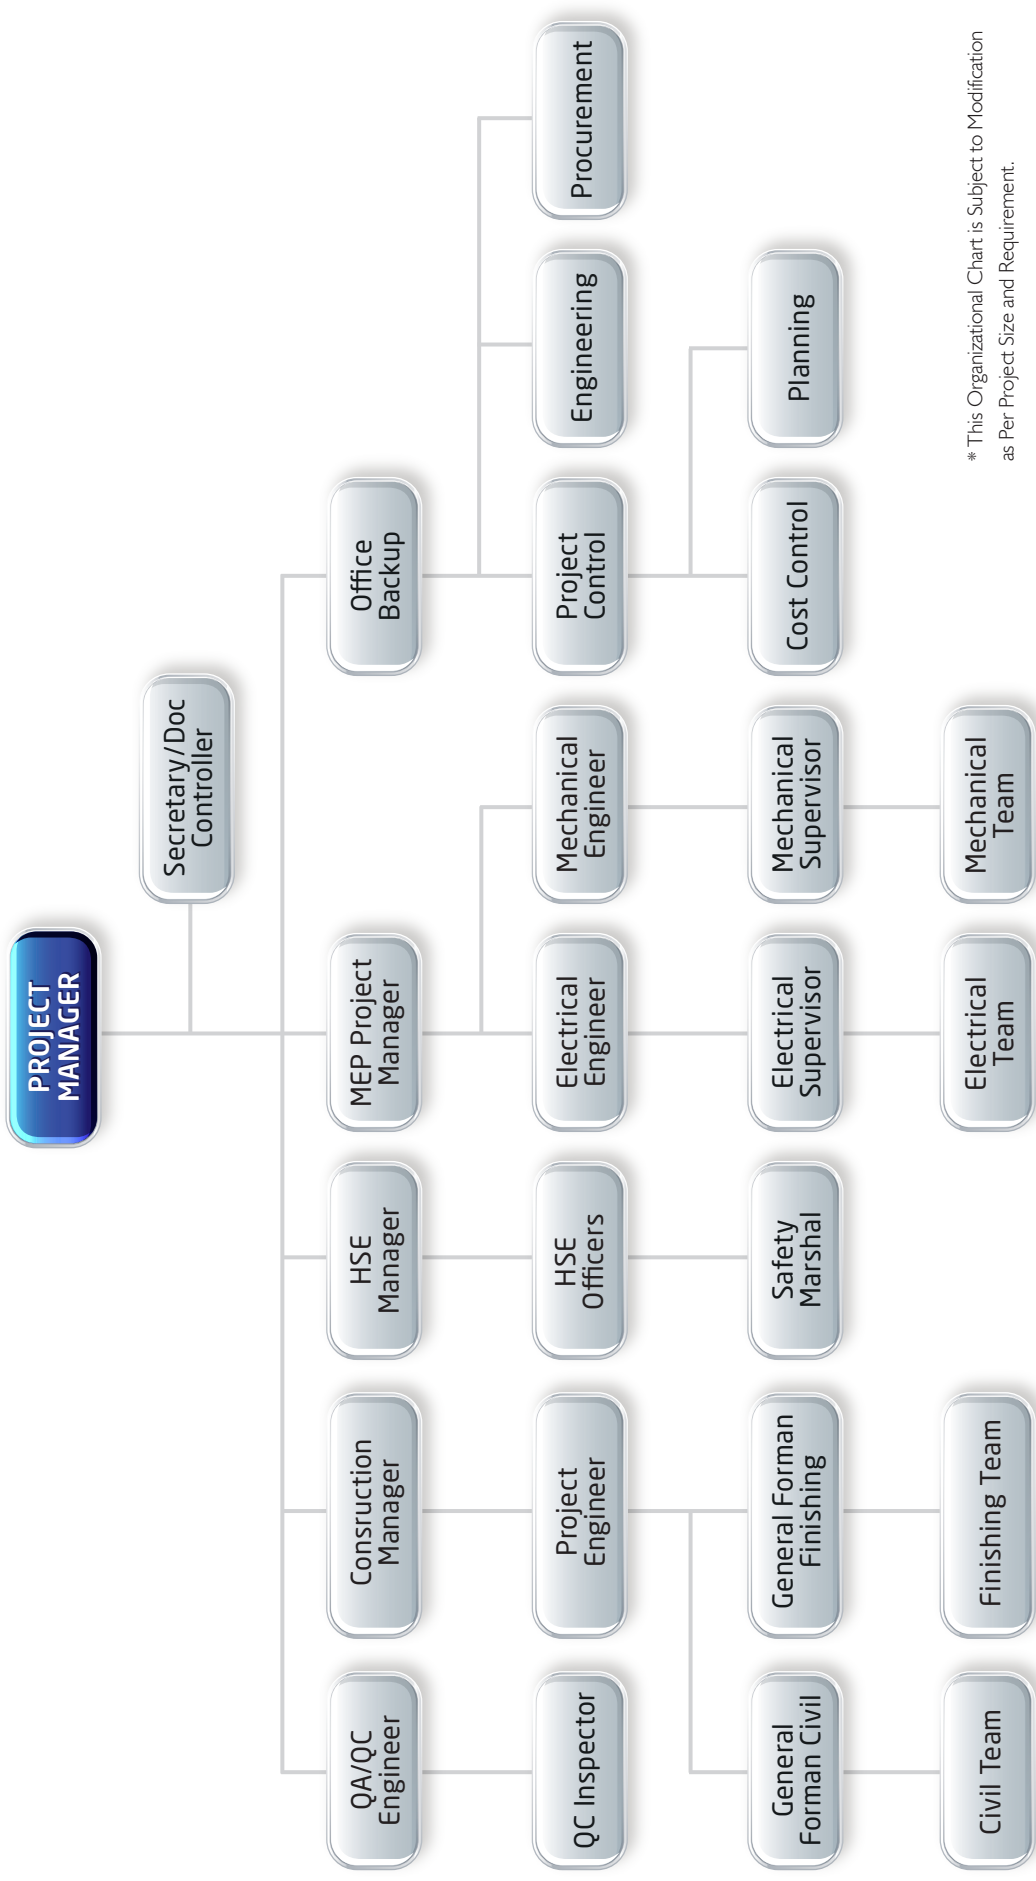 PROJECT
MANAGER
Secretary/Doc
Controller
QA/QC
Engineer
Consruction
Manager
HSE
Manager
MEP Project
Manager
Office
Backup
QC Inspector
Project
Engineer
HSE
Officers
Electrical
Engineer
Mechanical
Engineer
Project
Control
Engineering
Procurement
General
Forman Civil
General Forman
Finishing
Safety
Marshal
Electrical
Supervisor
Mechanical
Supervisor
Cost Control
Planning
Civil Team
Finishing Team
Electrical
Team
Mechanical
Team
* This Organizational Chart is Subject to Modification
as Per Project Size and Requirement.